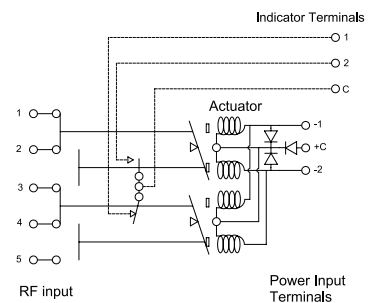 Indicator Terminals
1
2
C
Actuator
1
2
3
4
5
-1
+C
-2
RF input
Power Input
Terminals